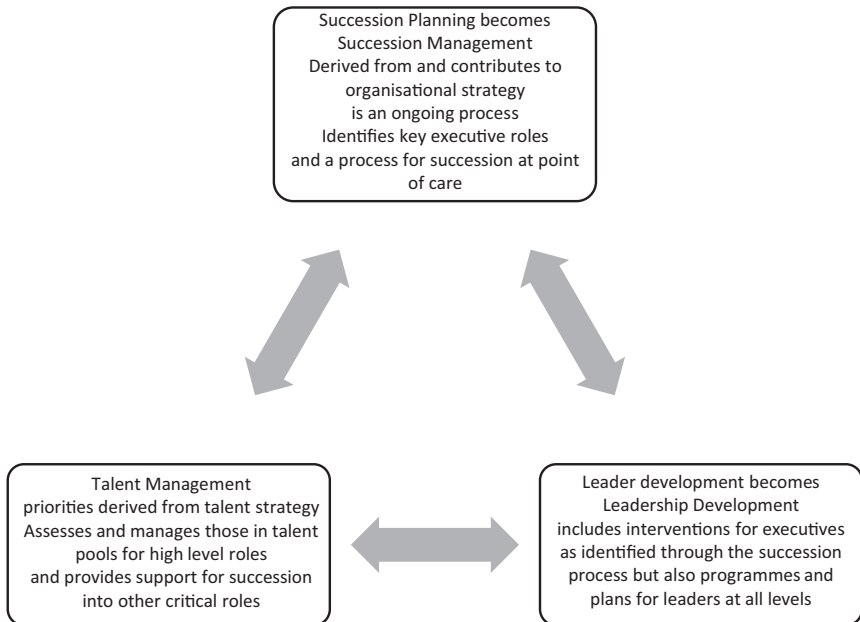 Succession Planning becomes
Succession Management
Derived from and contributes to
organisational strategy
is an ongoing process
Identifies key executive roles
and a process for succession at point
of care
Talent Management
priorities derived from talent strategy
Assesses and manages those in talent
pools for high level roles
and provides support for succession
into other critical roles
Leader development becomes
Leadership Development
includes interventions for executives
as identified through the succession
process but also programmes and
plans for leaders at all levels